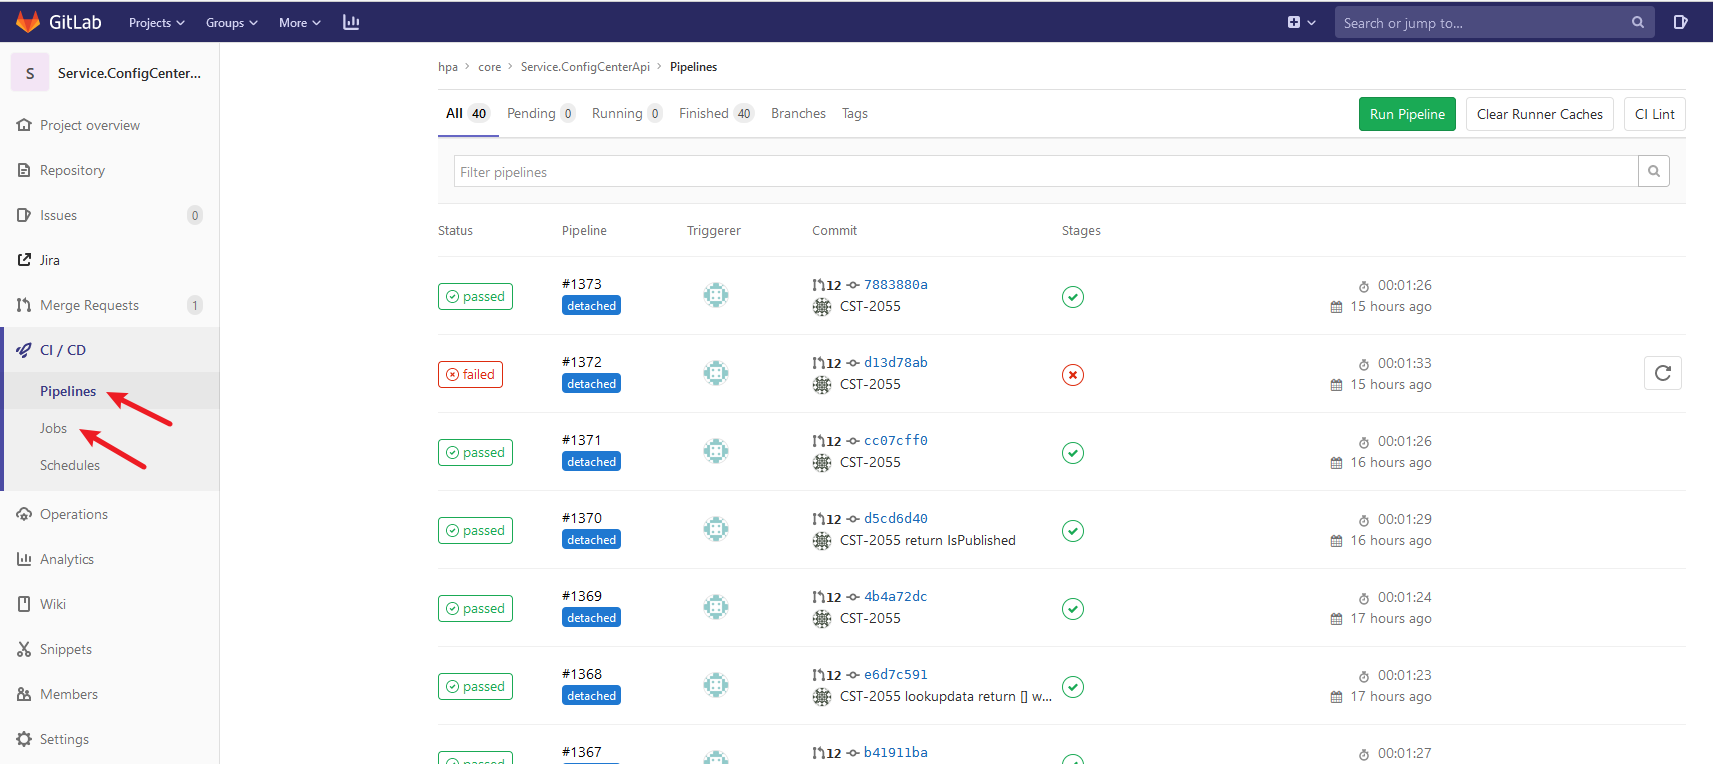 GitLab Projects Groups More Search or jump to...
S Service.ConfigCenter...
Project overview
Repository
Issues 0
Jira
Merge Requests 1
CI / CD
Pipelines
Jobs
Schedules
Operations
Analytics
Wiki
Snippets
Members
Settings
hpa > core > Service.ConfigCenterApi > Pipelines
All 40 Pending 0 Running 0 Finished 40 Branches Tags Run Pipeline Clear Runner Caches CI Lint
Filter pipelines
Status Pipeline Triggerer Commit Stages
passed #1373 12 7883880a 00:01:26
detached CST-2055 15 hours ago
failed #1372 12 d13d78ab 00:01:33
detached CST-2055 15 hours ago
passed #1371 12 cc07cff0 00:01:26
detached CST-2055 16 hours ago
passed #1370 12 d5cd6d40 00:01:29
detached CST-2055 return IsPublished 16 hours ago
passed #1369 12 4b4a72dc 00:01:24
detached CST-2055 17 hours ago
passed #1368 12 e6d7c591 00:01:23
detached CST-2055 lookupdata return [] w... 17 hours ago
passed #1367 12 b41911ba 00:01:27